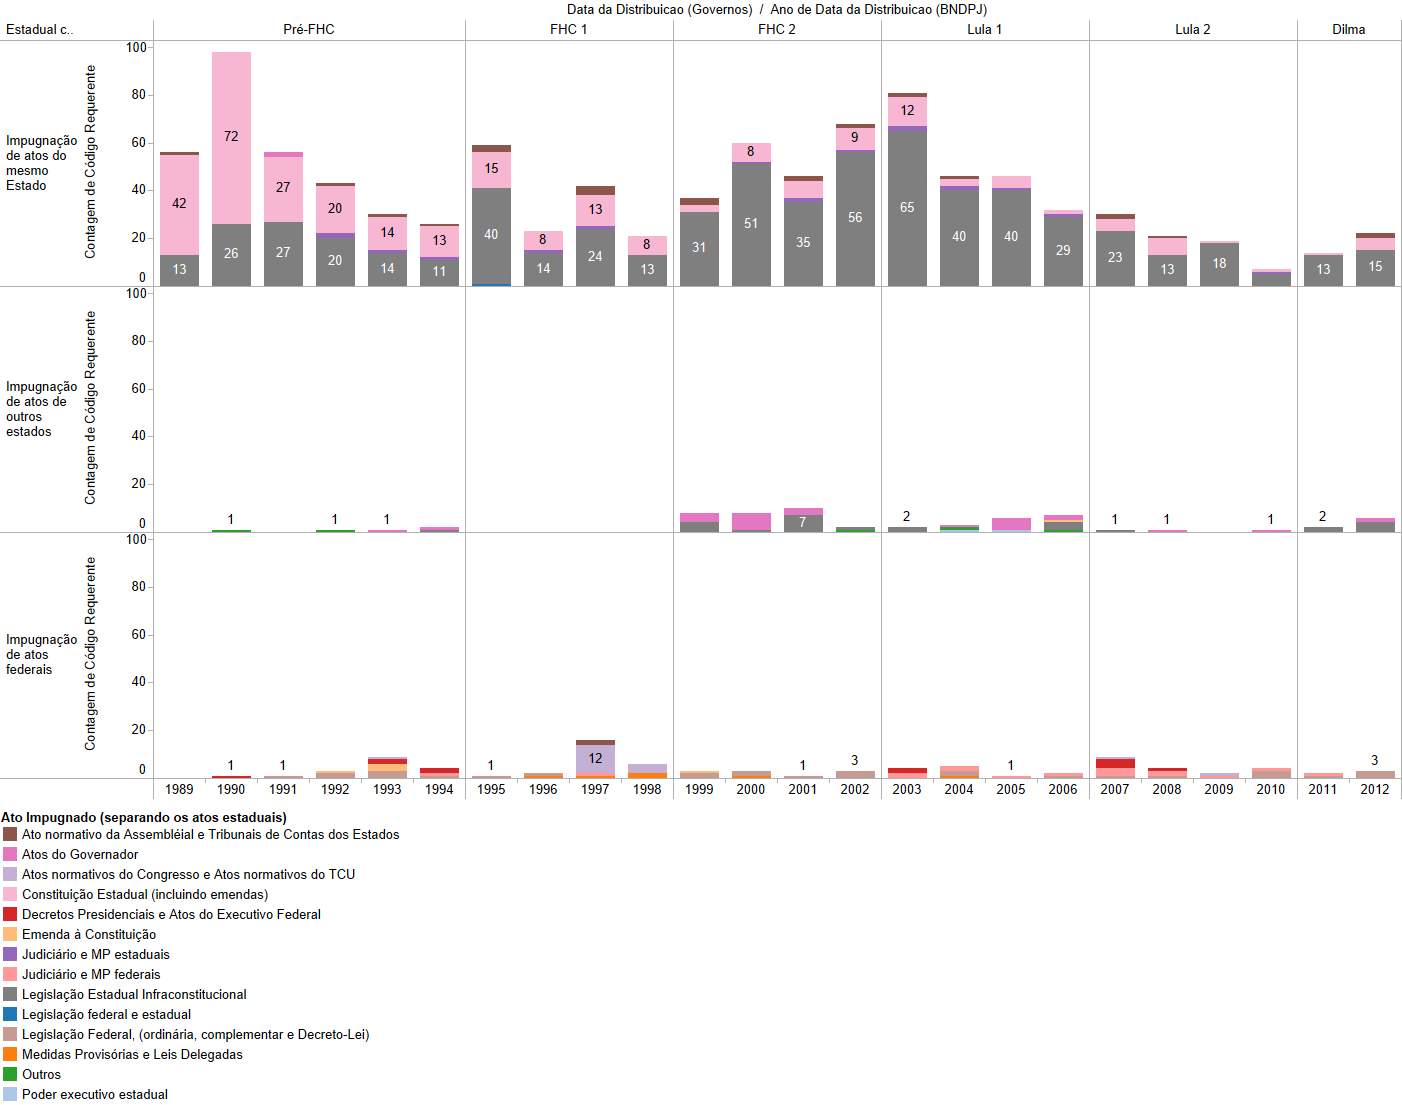 Data da Distribuicao (Governos) / Ano de Data da Distribuicao (BNDPJ)
Estadual c.. Pré-FHC FHC 1 FHC 2 Lula 1 Lula 2 Dilma
Impugnação
de atos do
mesmo
Estado
Contagem de Código Requerente
100
80
60
40
20
0
42 13
72 26
27 27
20 20
14 14
13 11
15 40
8 14
13 24
8 13
31
8 51
35
9 56
12 65
40
40
29
23
13
18
13
15
Impugnação
de atos de
outros
estados
Contagem de Código Requerente
100
80
60
40
20
0
1 1 1 7 2 1 1 1 2
Impugnação
de atos
federais
Contagem de Código Requerente
100
80
60
40
20
0
1 1 1 12 1 3 1 3
1989 1990 1991 1992 1993 1994 1995 1996 1997 1998 1999 2000 2001 2002 2003 2004 2005 2006 2007 2008 2009 2010 2011 2012
Ato Impugnado (separando os atos estaduais)
Ato normativo da Assembléial e Tribunais de Contas dos Estados
Atos do Governador
Atos normativos do Congresso e Atos normativos do TCU
Constituição Estadual (incluindo emendas)
Decretos Presidenciais e Atos do Executivo Federal
Emenda à Constituição
Judiciário e MP estaduais
Judiciário e MP federais
Legislação Estadual Infraconstitucional
Legislação federal e estadual
Legislação Federal, (ordinária, complementar e Decreto-Lei)
Medidas Provisórias e Leis Delegadas
Outros
Poder executivo estadual